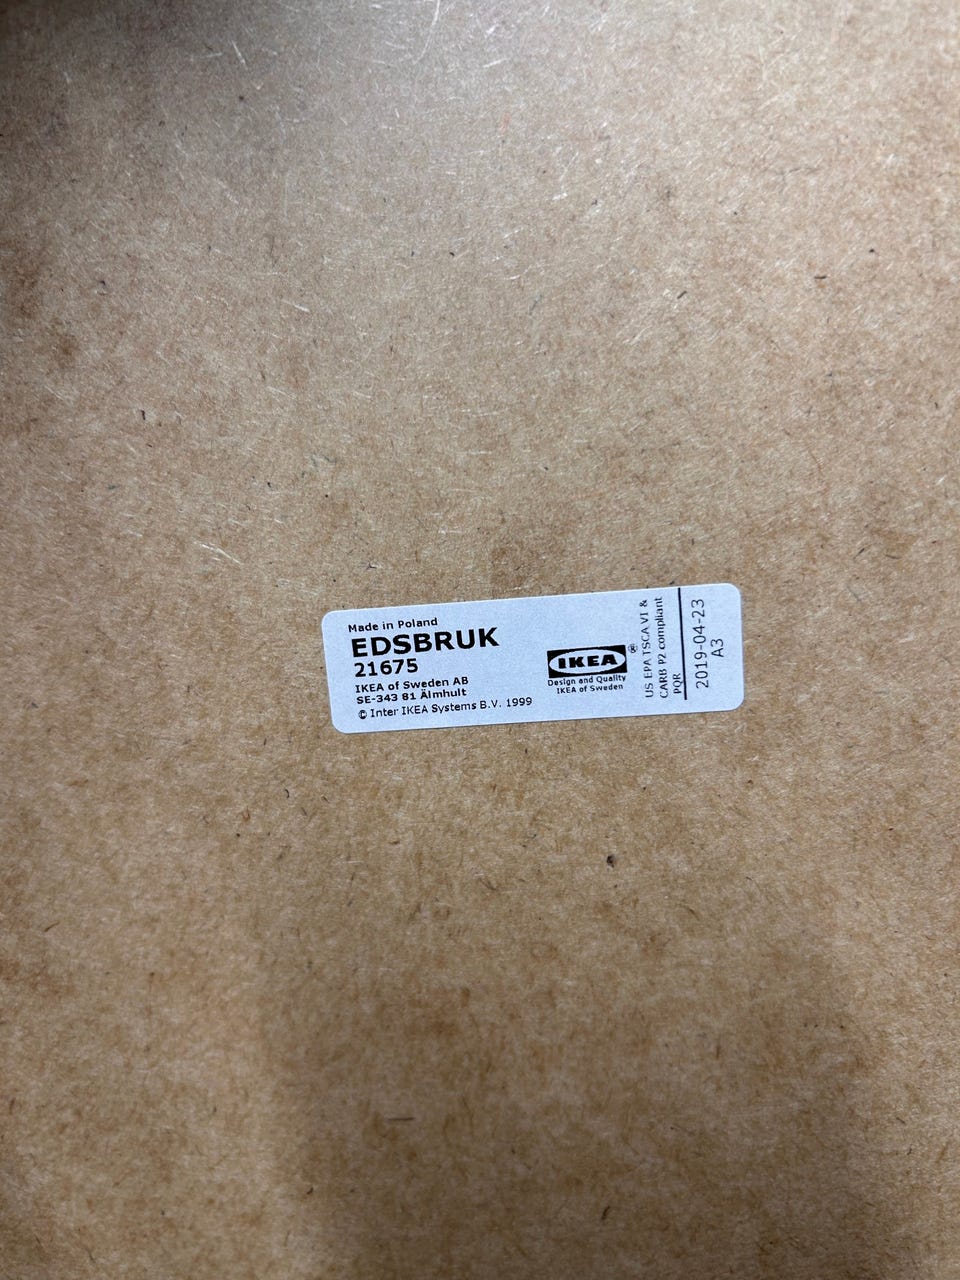 Made in Poland
EDSBRUK
21675
IKEA of Sweden AB
SE-343 81 Älmhult
© Inter IKEA Systems B.V. 1999
IKEA®
Design and Quality
IKEA of Sweden
US EPA TSCA VI &
CARB P2 compliant
PQR
2019-04-23
A3